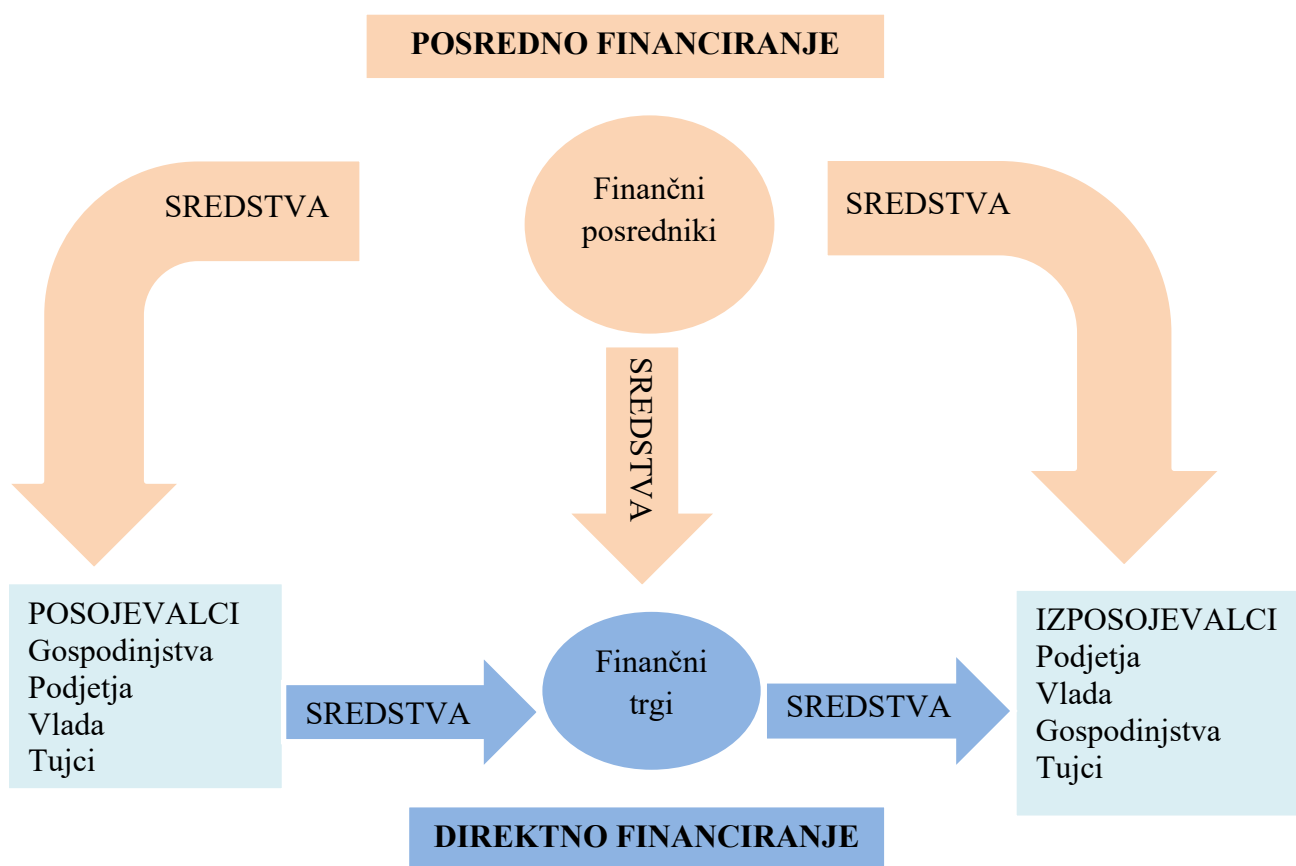 POSREDNO FINANCIRANJE
SREDSTVA
Finančni
posredniki
SREDSTVA
SREDSTVA
POSOJEVALCI
Gospodinjstva
Podjetja
Vlada
Tujci
SREDSTVA
Finančni
trgi
SREDSTVA
IZPOSOJEVALCI
Podjetja
Vlada
Gospodinjstva
Tujci
DIREKTNO FINANCIRANJE